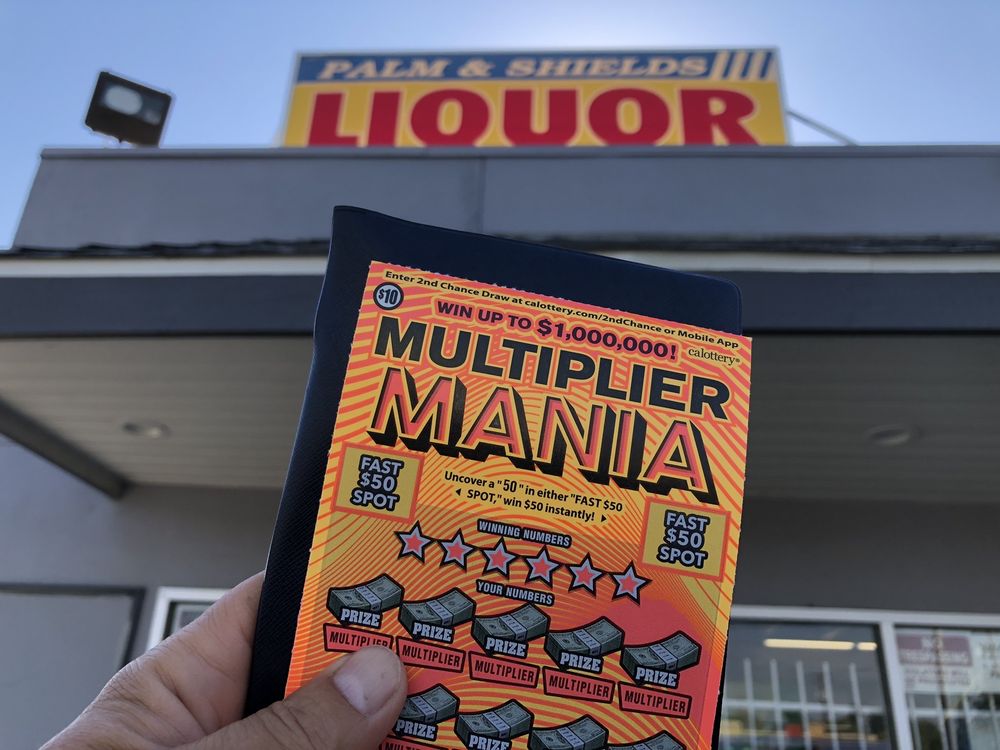 PALM & SHIELDS
LIQUOR
Enter 2nd Chance Draw at calottery.com/2ndChance or Mobile App
$10
WIN UP TO $1,000,000!
calottery®
MULTIPLIER
MANIA
FAST
$50
SPOT
Uncover a "50" in either "FAST $50
SPOT," win $50 instantly!
FAST
$50
SPOT
WINNING NUMBERS
YOUR NUMBERS
PRIZE PRIZE PRIZE PRIZE PRIZE
MULTIPLIER MULTIPLIER MULTIPLIER MULTIPLIER MULTIPLIER
PRIZE PRIZE